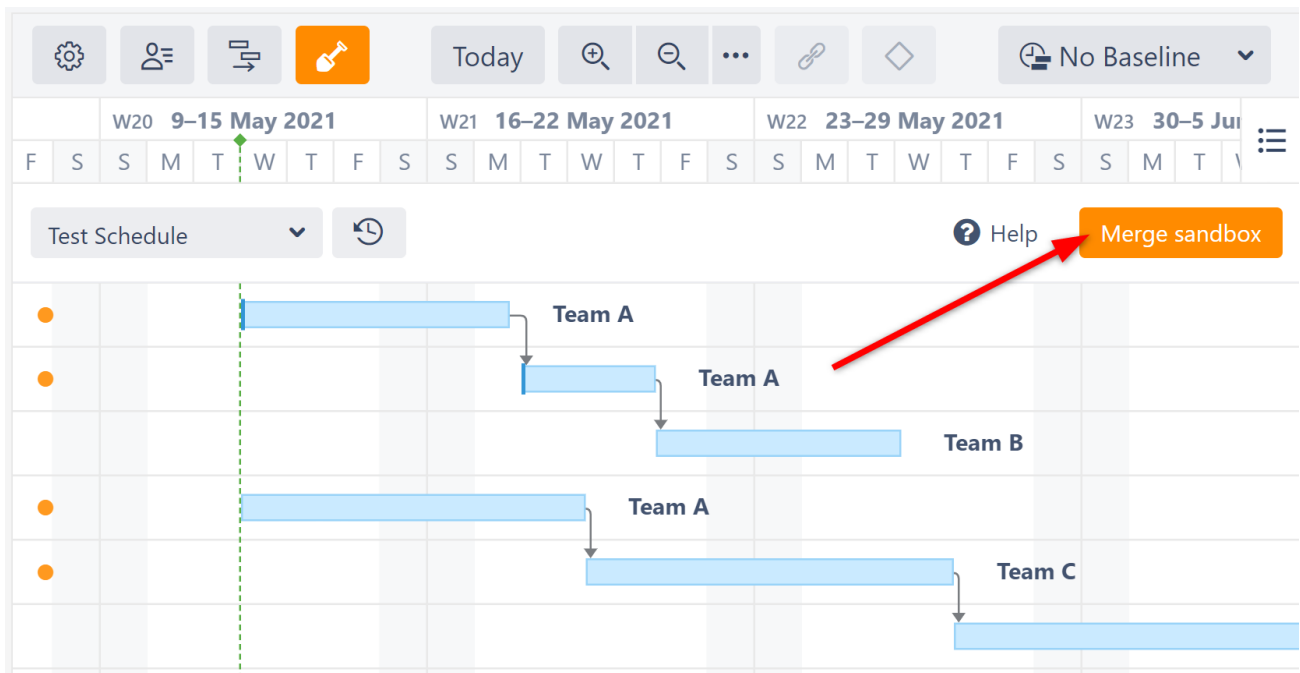 Today
No Baseline
W20 9–15 May 2021 W21 16–22 May 2021 W22 23–29 May 2021 W23 30–5 Jun
F S S M T W T F S S M T W T F S S M T W T F S S M T W
Test Schedule
Help
Merge sandbox
Team A
Team A
Team B
Team A
Team C